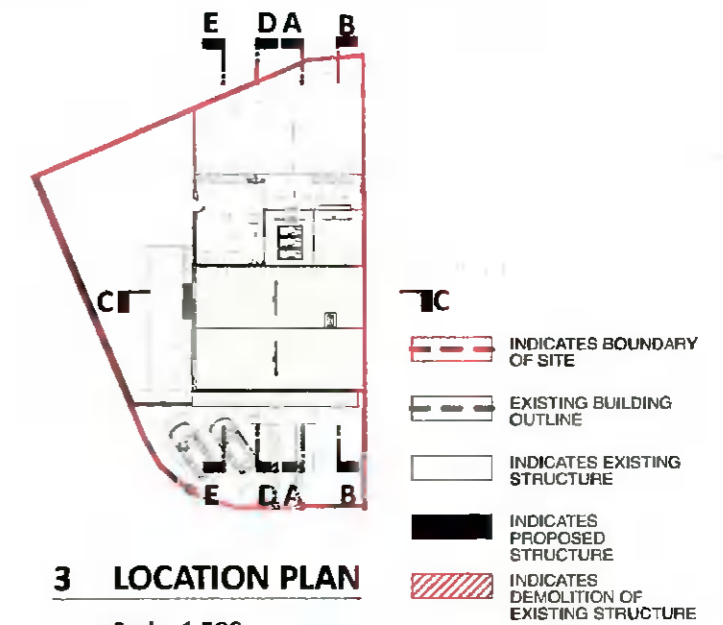 E D A B
C C
E D A B
INDICATES BOUNDARY
OF SITE
EXISTING BUILDING
OUTLINE
INDICATES EXISTING
STRUCTURE
INDICATES
PROPOSED
STRUCTURE
INDICATES
DEMOLITION OF
EXISTING STRUCTURE
3 LOCATION PLAN